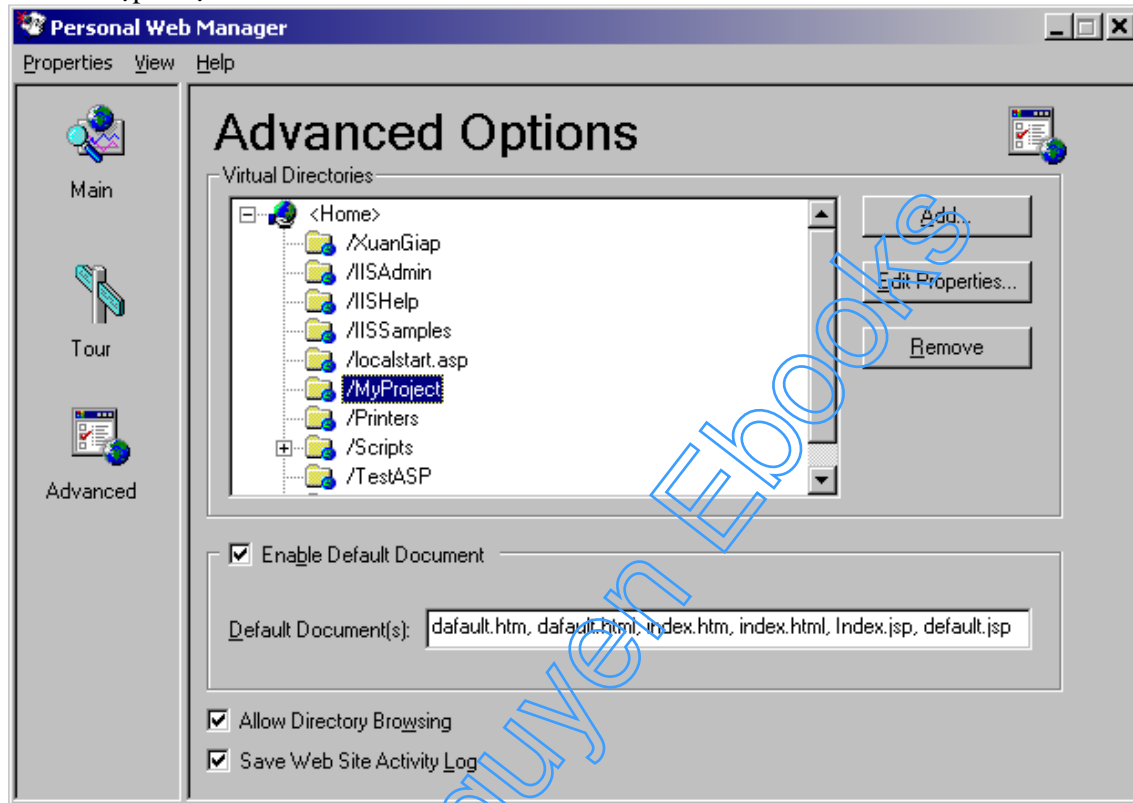 Personal Web Manager
Properties View Help
Advanced Options
Main
Virtual Directories
<Home>
Add...
/XuanGiap
/IISAdmin
Edit Properties...
/IISHelp
/IISSamples
Tour
Remove
/localstart.asp
/MyProject
/Printers
/Scripts
/TestASP
Advanced
Enable Default Document
Default Document(s): dafault.htm, dafault.html, index.htm, index.html, Index.jsp, default.jsp
Allow Directory Browsing
Save Web Site Activity Log
Ebooks